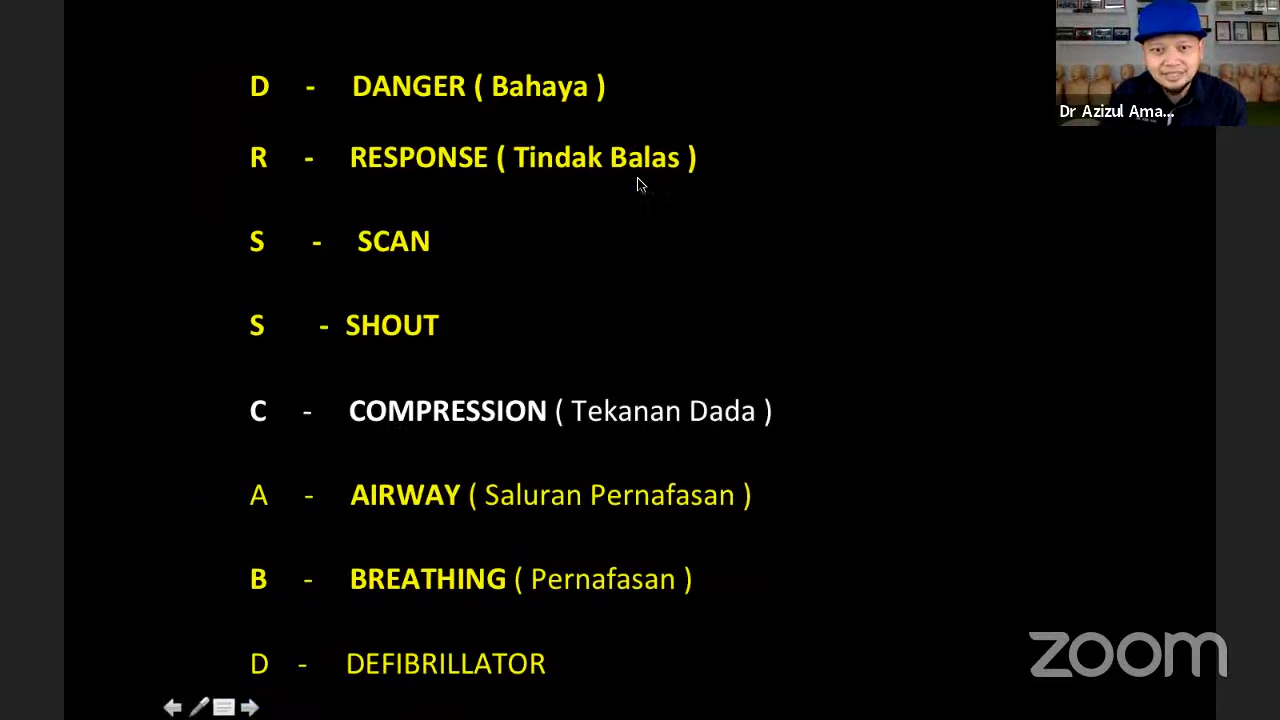 D - DANGER ( Bahaya )
R - RESPONSE ( Tindak Balas )
S - SCAN
S - SHOUT
C - COMPRESSION ( Tekanan Dada )
A - AIRWAY ( Saluran Pernafasan )
B - BREATHING ( Pernafasan )
D - DEFIBRILLATOR
Dr Azizul Ama...
zoom